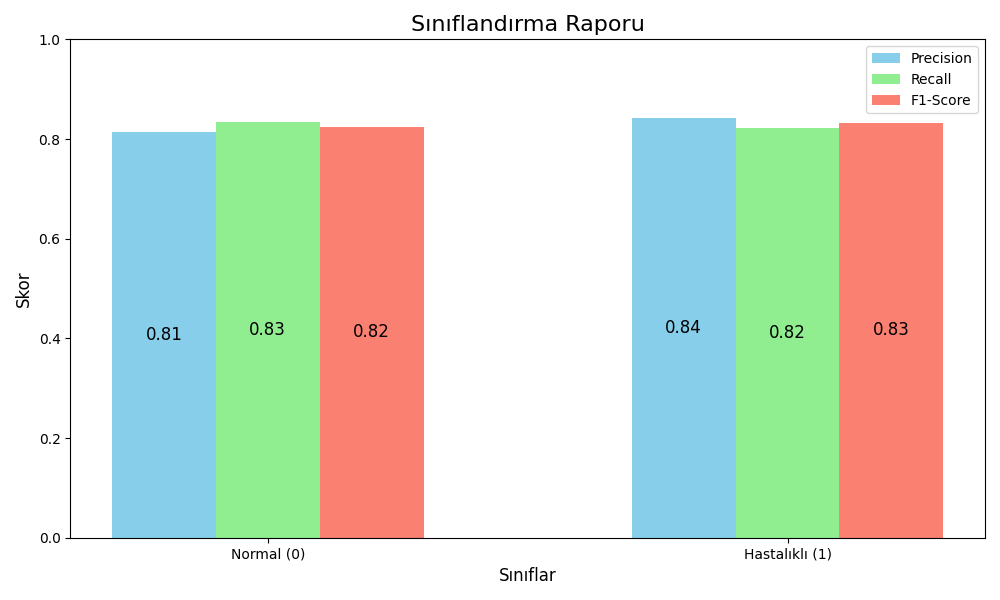 Sınıflandırma Raporu
Precision
Recall
F1-Score
Skor
1.0
0.8
0.6
0.4
0.2
0.0
0.81
0.83
0.82
0.84
0.82
0.83
Normal (0)
Hastalıklı (1)
Sınıflar